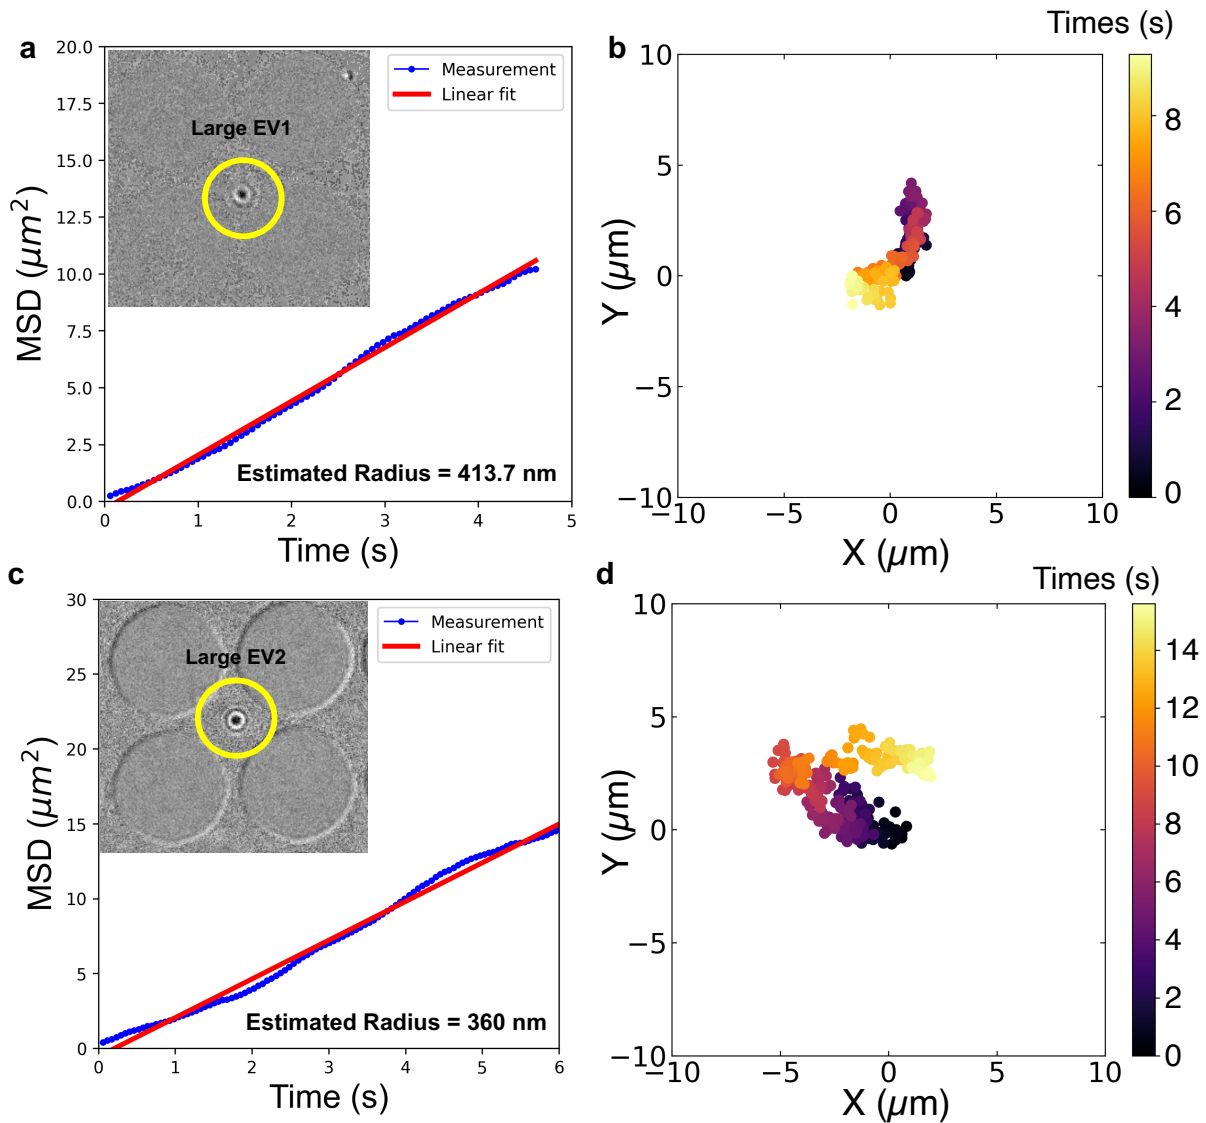 a
20.0
17.5
15.0
12.5
10.0
7.5
5.0
2.5
0.0
0 1 2 3 4 5
MSD (μm²)
Time (s)
Large EV1
Measurement
Linear fit
Estimated Radius = 413.7 nm
b
Times (s)
10
5
0
−5
−10
−10 −5 0 5 10
Y (μm)
X (μm)
8
6
4
2
0
c
30
25
20
15
10
5
0
0 1 2 3 4 5 6
MSD (μm²)
Time (s)
Large EV2
Measurement
Linear fit
Estimated Radius = 360 nm
d
Times (s)
10
5
0
−5
−10
−10 −5 0 5 10
Y (μm)
X (μm)
14
12
10
8
6
4
2
0